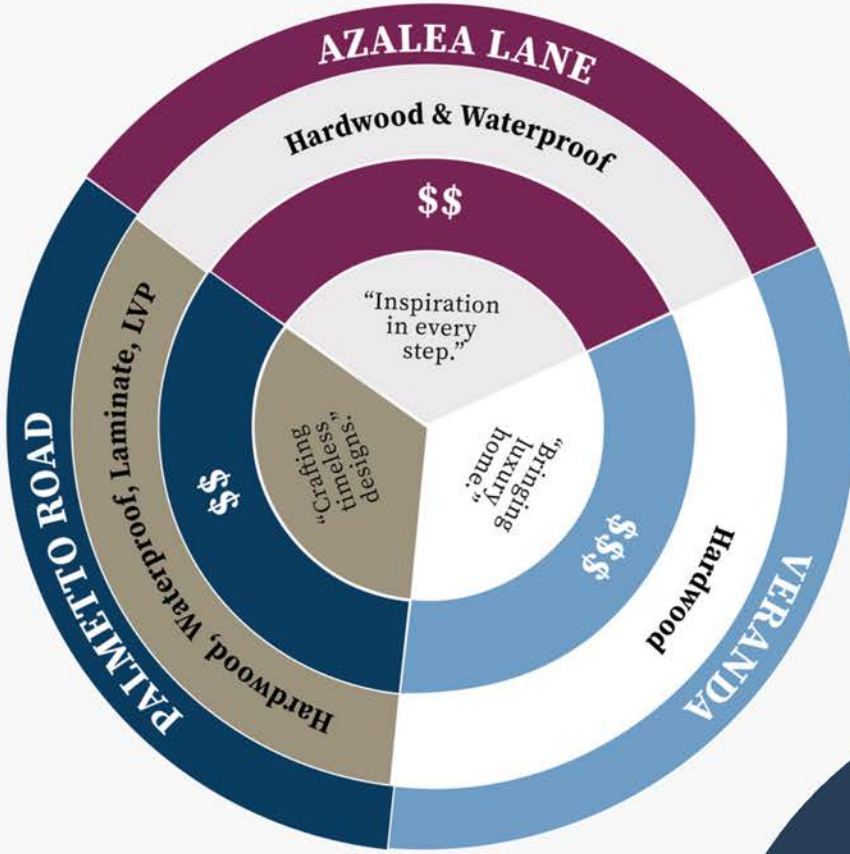 AZALEA LANE
Hardwood & Waterproof
$$
“Inspiration
in every
step.”
VERANDA
Hardwood
$$$
“Bringing
luxury
home.”
PALMETTO ROAD
Hardwood, Waterproof, Laminate, LVP
$$
“Crafting
timeless
designs.”